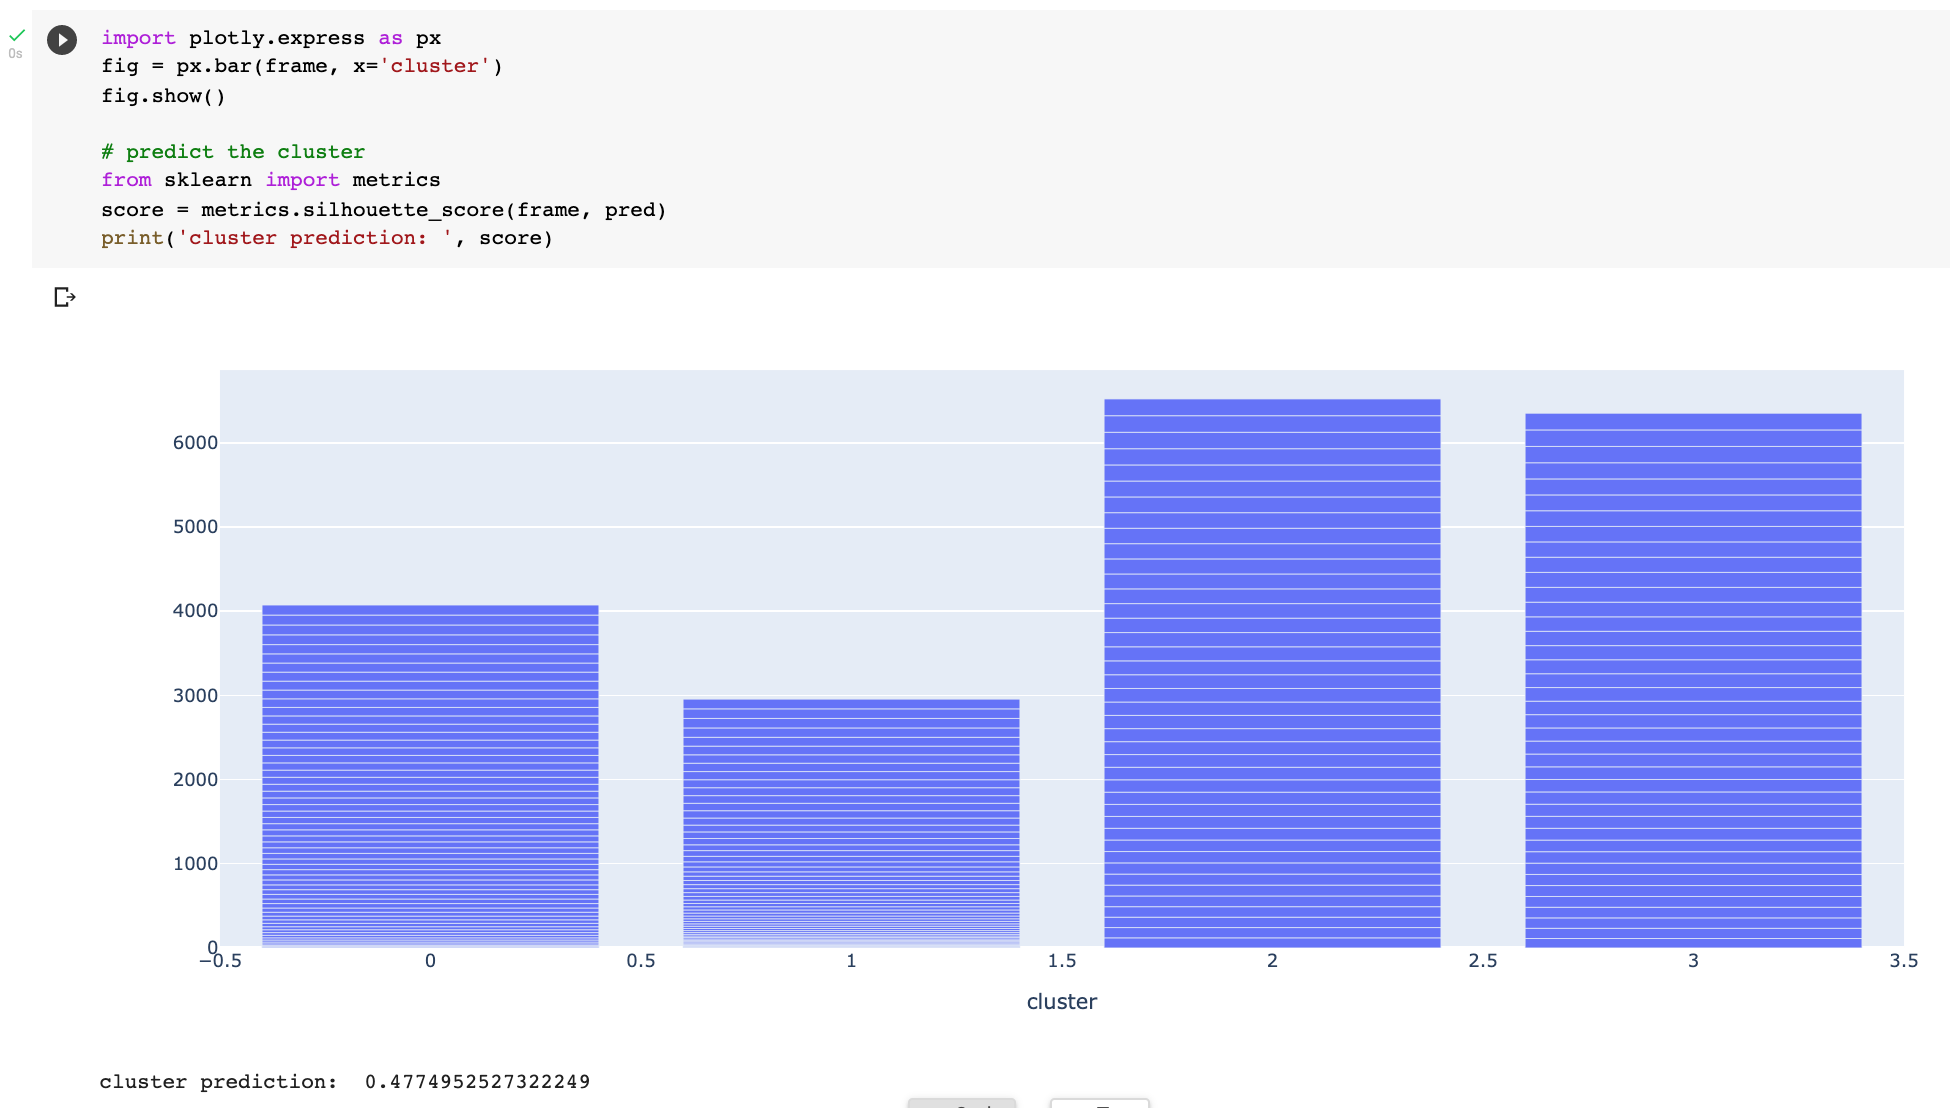 import plotly.express as px
0s
fig = px.bar(frame, x='cluster')
fig.show()
# predict the cluster
from sklearn import metrics
score = metrics.silhouette_score(frame, pred)
print('cluster prediction: ', score)
6000
5000
4000
3000
2000
1000
0
−0.5 0 0.5 1 1.5 2 2.5 3 3.5
cluster
cluster prediction:  0.4774952527322249